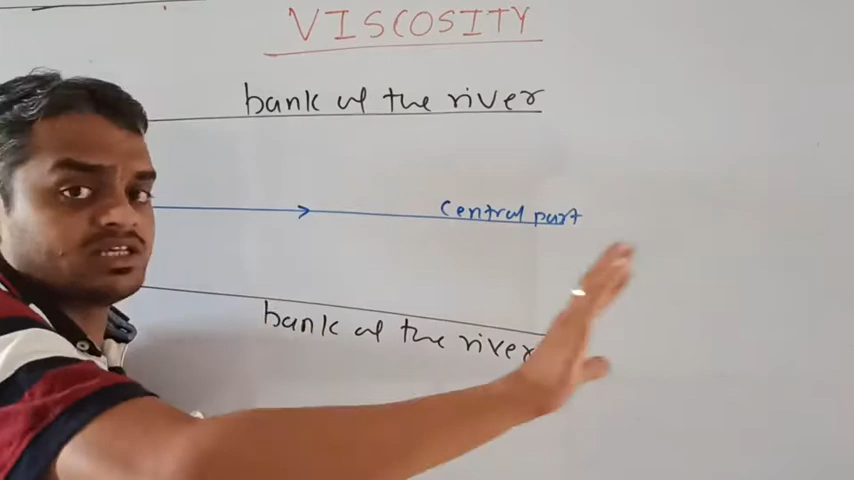 VISCOSITY
bank of the river
Central part
bank of the river